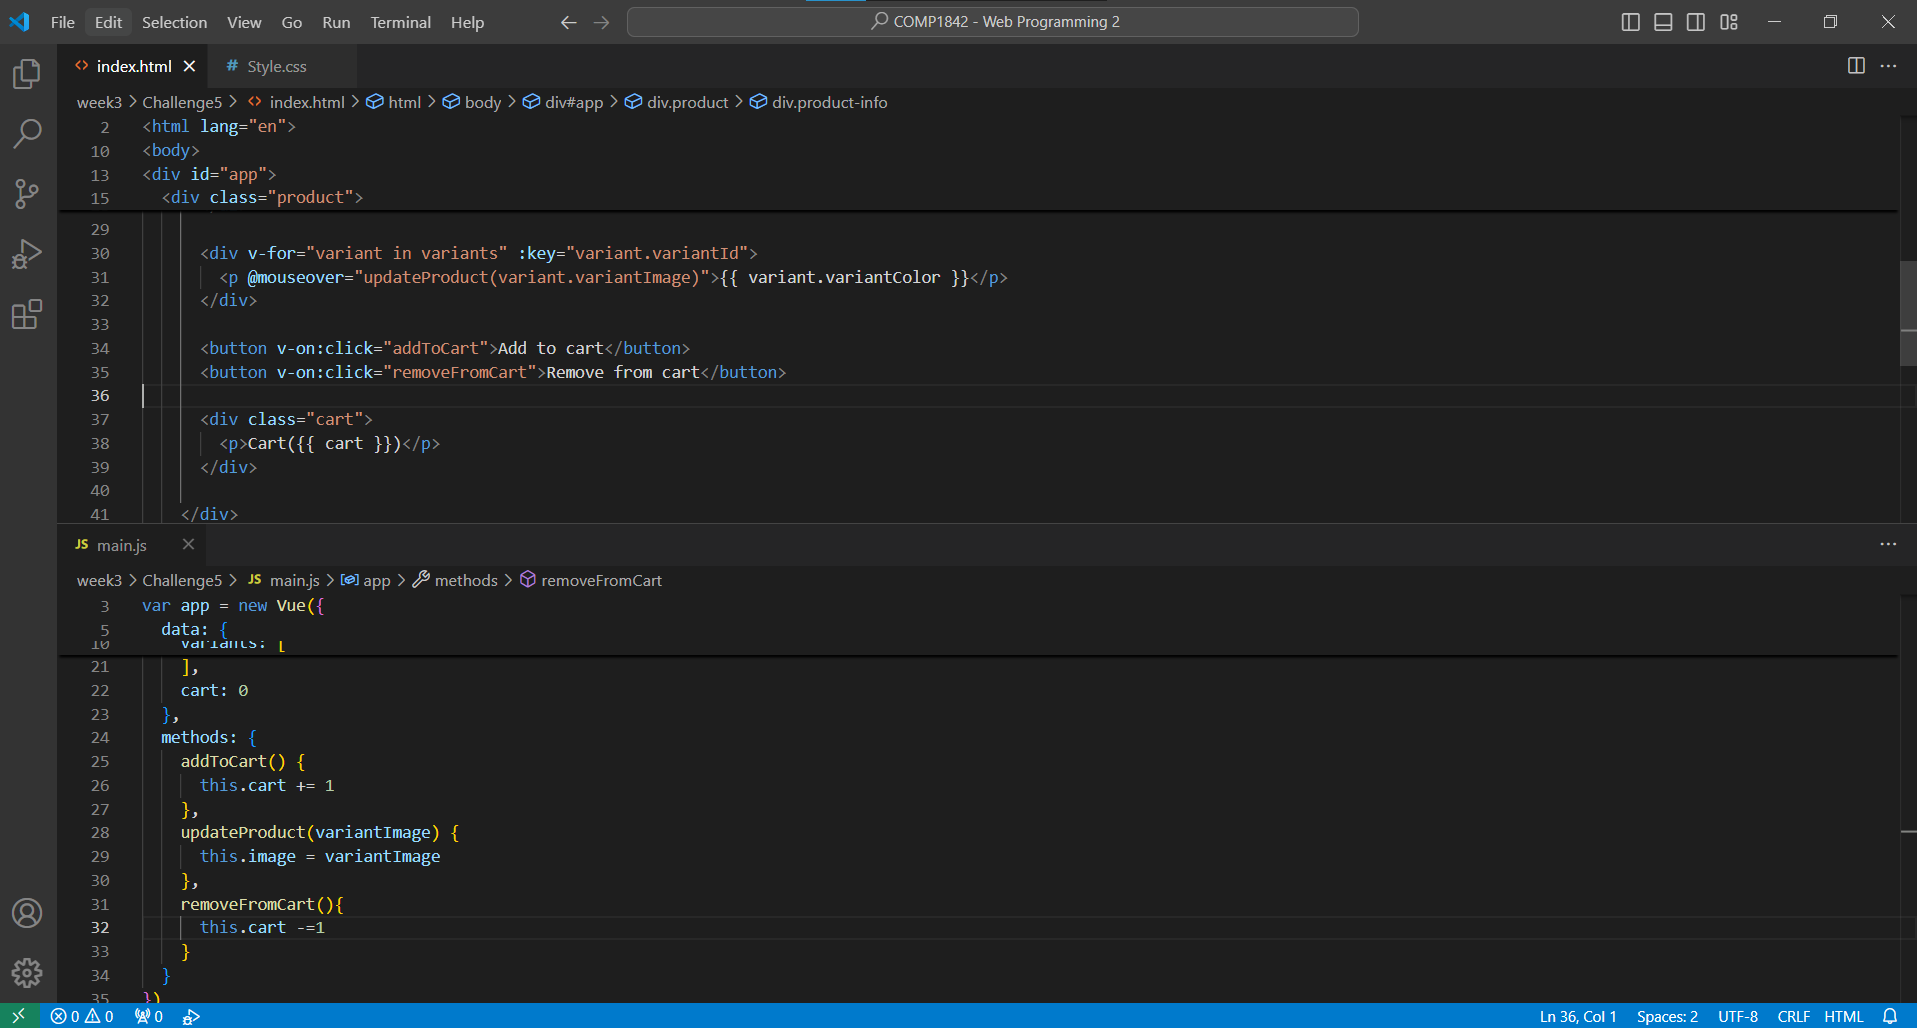 File Edit Selection View Go Run Terminal Help COMP1842 - Web Programming 2
index.html # Style.css
week3 > Challenge5 > index.html > html > body > div#app > div.product > div.product-info
2 <html lang="en">
10 <body>
13 <div id="app">
15 <div class="product">
29
30 <div v-for="variant in variants" :key="variant.variantId">
31 <p @mouseover="updateProduct(variant.variantImage)">{{ variant.variantColor }}</p>
32 </div>
33
34 <button v-on:click="addToCart">Add to cart</button>
35 <button v-on:click="removeFromCart">Remove from cart</button>
36
37 <div class="cart">
38 <p>Cart({{ cart }})</p>
39 </div>
40
41 </div>
JS main.js
week3 > Challenge5 > JS main.js > app > methods > removeFromCart
3 var app = new Vue({
5 data: {
10 variants: [
21 ],
22 cart: 0
23 },
24 methods: {
25 addToCart() {
26 this.cart += 1
27 },
28 updateProduct(variantImage) {
29 this.image = variantImage
30 },
31 removeFromCart(){
32 this.cart -=1
33 }
34 }
35 })
0 0 0 Ln 36, Col 1 Spaces: 2 UTF-8 CRLF HTML